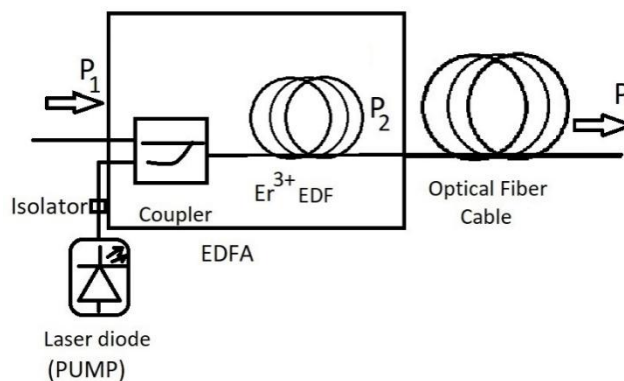 P1
P2
P
Er3+ EDF
Optical Fiber
Cable
Isolator
Coupler
EDFA
Laser diode
(PUMP)